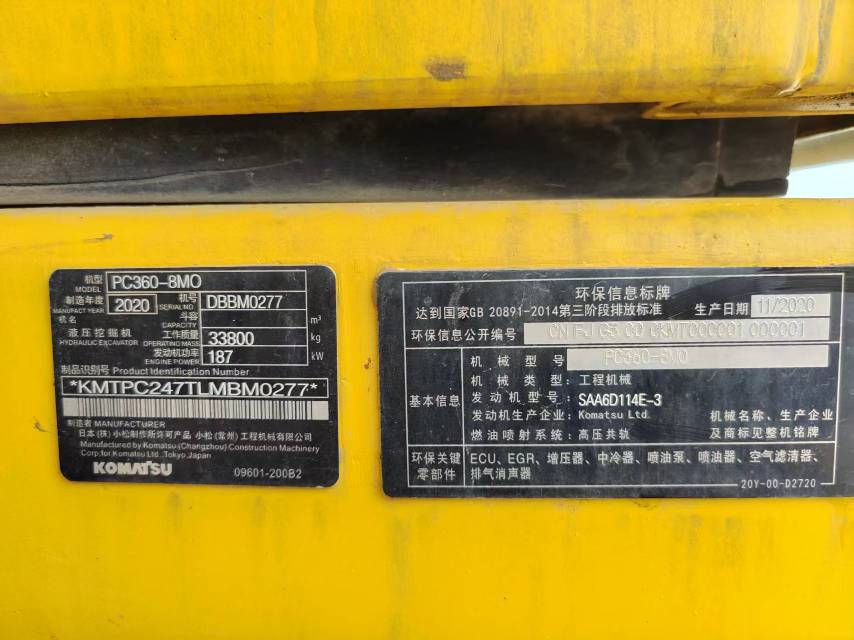 机型 MODEL PC360-8M0
制造年度 MANUFACT YEAR 2020 机号 SERIAL NO DBBM0277
机名 斗容 CAPACITY m³
液压挖掘机 HYDRAULIC EXCAVATOR 工作质量 OPERATING MASS 33800 kg
发动机功率 ENGINE POWER 187 kW
制品识别号 Product Identification Number
*KMTPC247TLMBM0277*
制造者 MANUFACTURER
日本(株)小松制作所许可产品 小松(常州)工程机械有限公司
Manufactured by Komatsu (Changzhou) Construction Machinery
Corp.for Komatsu Ltd.,Tokyo,Japan
KOMATSU 09601-200B2
环保信息标牌
达到国家GB 20891-2014第三阶段排放标准 生产日期 11/2020
环保信息公开编号 CN FJ G3 00 0KMT000001 000001
基本信息
机械型号: PC360-8M0
机械类型: 工程机械
发动机型号: SAA6D114E-3
发动机生产企业: Komatsu Ltd.
燃油喷射系统: 高压共轨
机械名称、生产企业
及商标见整机铭牌
环保关键零部件
ECU、EGR、增压器、中冷器、喷油泵、喷油器、空气滤清器、
排气消声器
20Y-00-D2720